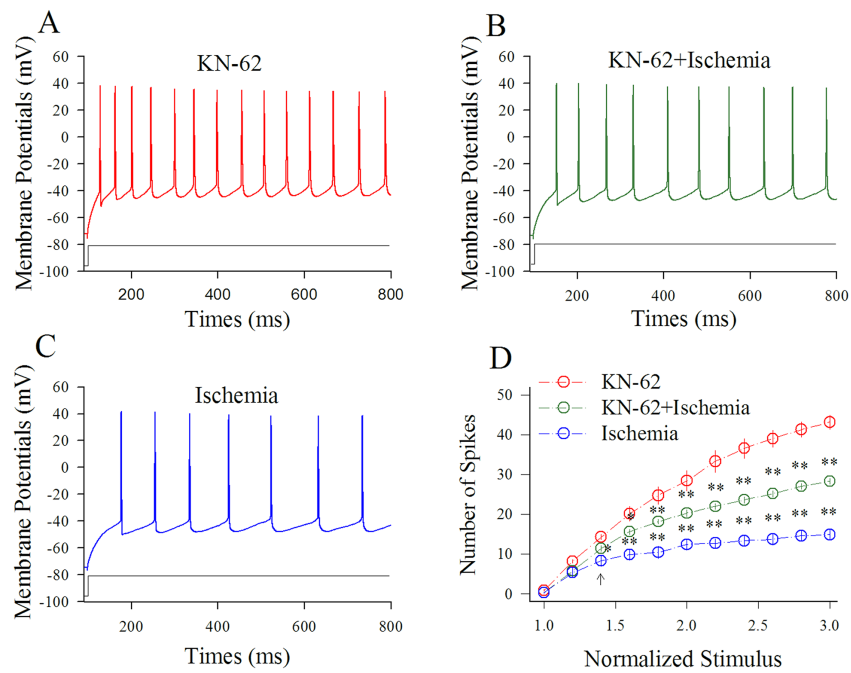 A
KN-62
Membrane Potentials (mV)
60
40
20
0
-20
-40
-60
-80
-100
200
400
600
800
Times (ms)
B
KN-62+Ischemia
Membrane Potentials (mV)
60
40
20
0
-20
-40
-60
-80
-100
200
400
600
800
Times (ms)
C
Ischemia
Membrane Potentials (mV)
60
40
20
0
-20
-40
-60
-80
-100
200
400
600
800
Times (ms)
D
KN-62
KN-62+Ischemia
Ischemia
Number of Spikes
50
40
30
20
10
0
** ** ** ** ** ** ** *
** ** ** ** ** ** ** *
1.0
1.5
2.0
2.5
3.0
Normalized Stimulus